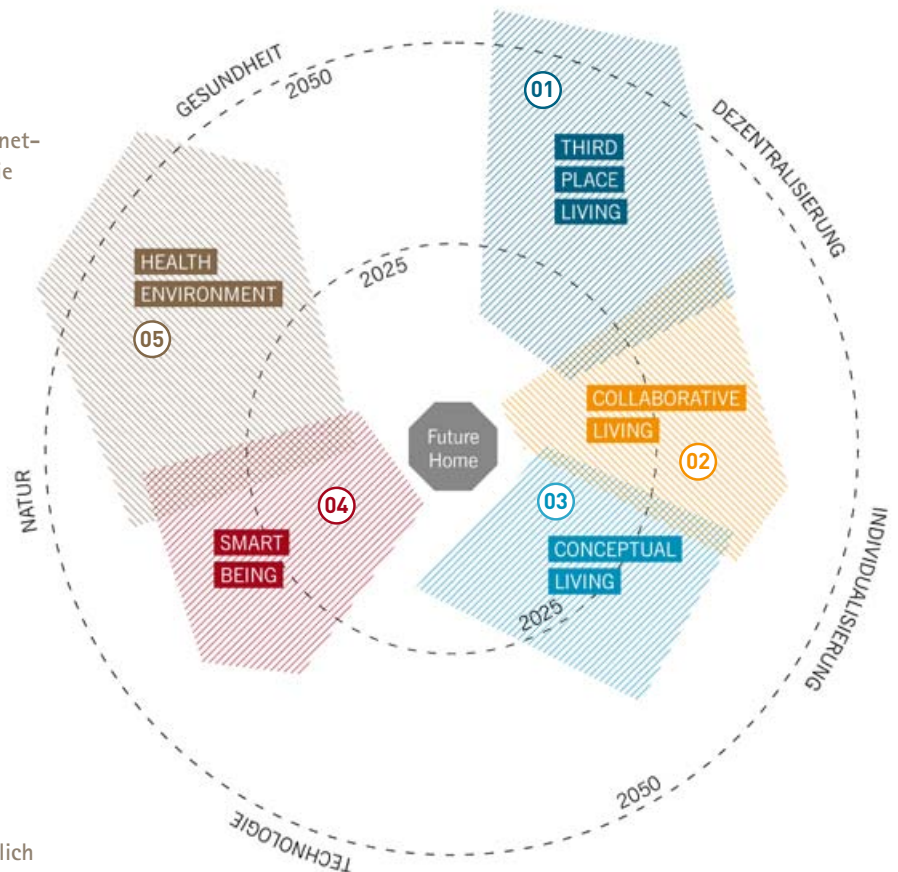 GESUNDHEIT
2050
01
net–
ie
THIRD
PLACE
LIVING
DEZENTRALISIERUNG
HEALTH
ENVIRONMENT
2025
05
COLLABORATIVE
LIVING
Future
Home
02
NATUR
04
03
SMART
BEING
CONCEPTUAL
LIVING
INDIVIDUALISIERUNG
2025
2050
TECHNOLOGIE
lich